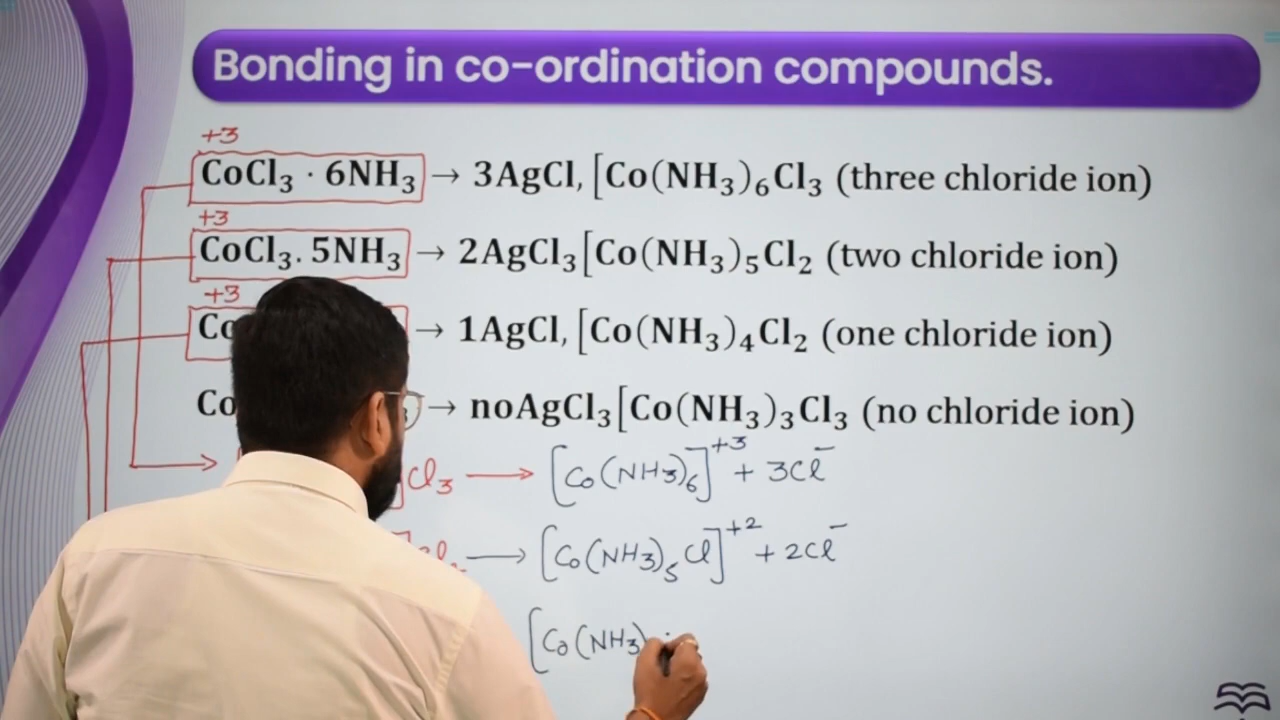 Bonding in co-ordination compounds.
+3
CoCl₃ · 6NH₃ → 3AgCl, [Co(NH₃)₆Cl₃ (three chloride ion)
+3
CoCl₃. 5NH₃ → 2AgCl₃[Co(NH₃)₅Cl₂ (two chloride ion)
+3
Co → 1AgCl, [Co(NH₃)₄Cl₂ (one chloride ion)
Co ₃ → noAgCl₃[Co(NH₃)₃Cl₃ (no chloride ion)
]Cl₃ → [Co(NH₃)₆]⁺³ + 3Cl⁻
]Cl₂ → [Co(NH₃)₅Cl]⁺² + 2Cl⁻
[Co(NH₃)